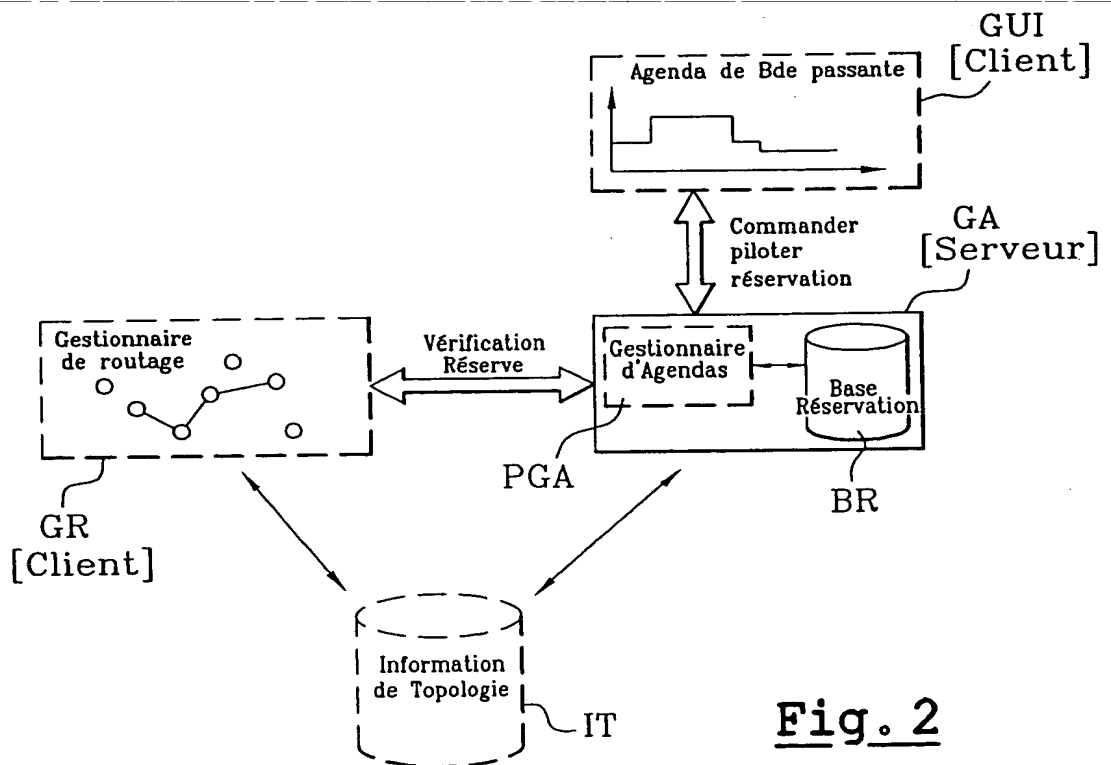 GUI
[Client]
Agenda de Bde passante
Commander
piloter
réservation
GA
[Serveur]
Gestionnaire
de routage
Vérification
Réserve
Gestionnaire
d'Agendas
Base
Réservation
PGA
BR
GR
[Client]
Information
de Topologie
IT
Fig. 2